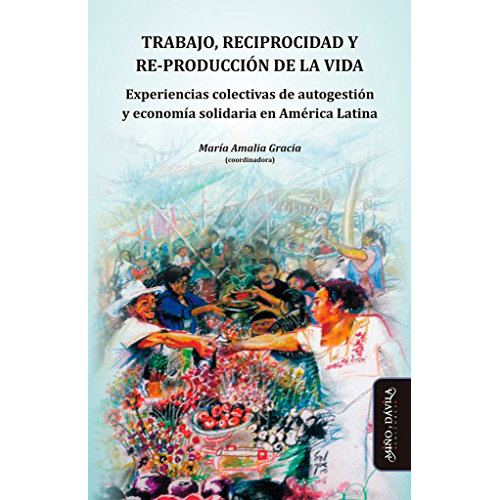 TRABAJO, RECIPROCIDAD Y
RE-PRODUCCIÓN DE LA VIDA
Experiencias colectivas de autogestión
y economía solidaria en América Latina
María Amalia Gracia
(coordinadora)
MIÑO y DÁVILA